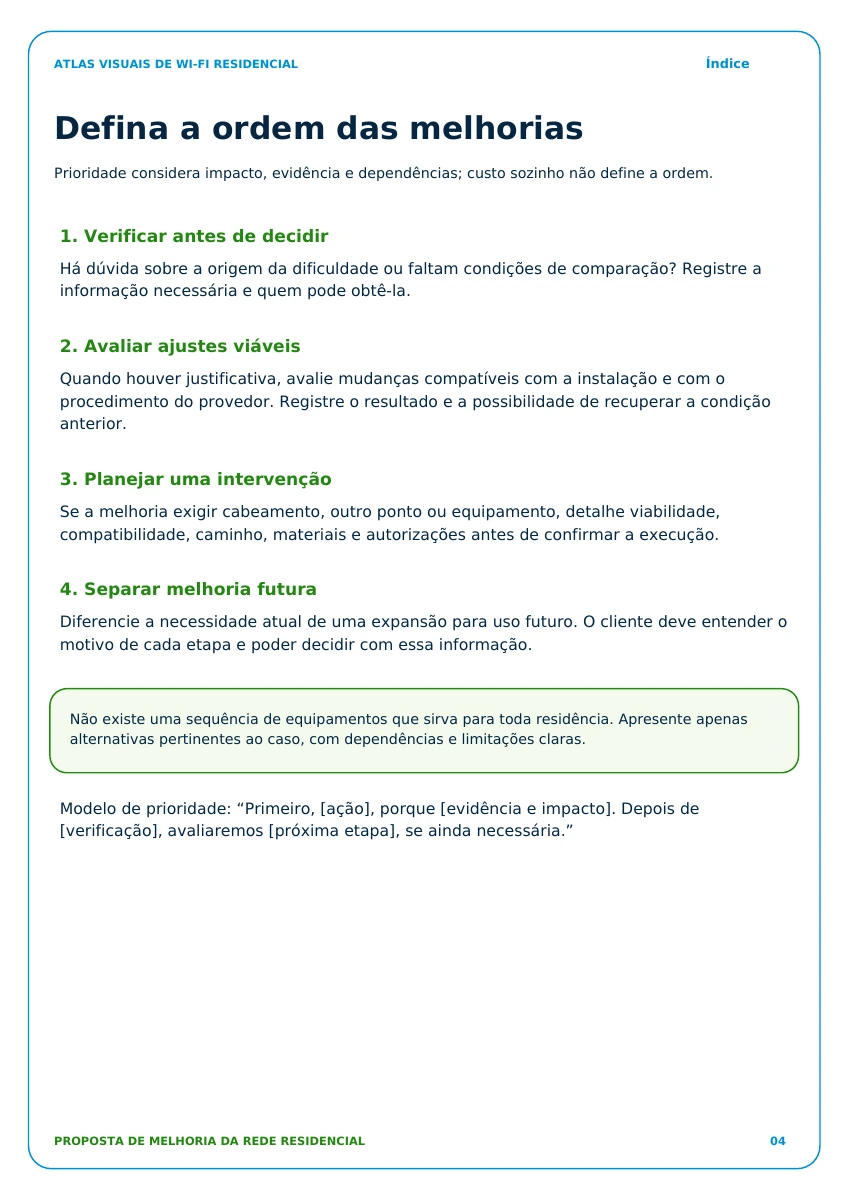 ATLAS VISUAIS DE WI-FI RESIDENCIAL
Índice
Defina a ordem das melhorias
Prioridade considera impacto, evidência e dependências; custo sozinho não define a ordem.
1. Verificar antes de decidir
Há dúvida sobre a origem da dificuldade ou faltam condições de comparação? Registre a
informação necessária e quem pode obtê-la.
2. Avaliar ajustes viáveis
Quando houver justificativa, avalie mudanças compatíveis com a instalação e com o
procedimento do provedor. Registre o resultado e a possibilidade de recuperar a condição
anterior.
3. Planejar uma intervenção
Se a melhoria exigir cabeamento, outro ponto ou equipamento, detalhe viabilidade,
compatibilidade, caminho, materiais e autorizações antes de confirmar a execução.
4. Separar melhoria futura
Diferencie a necessidade atual de uma expansão para uso futuro. O cliente deve entender o
motivo de cada etapa e poder decidir com essa informação.
Não existe uma sequência de equipamentos que sirva para toda residência. Apresente apenas
alternativas pertinentes ao caso, com dependências e limitações claras.
Modelo de prioridade: “Primeiro, [ação], porque [evidência e impacto]. Depois de
[verificação], avaliaremos [próxima etapa], se ainda necessária.”
PROPOSTA DE MELHORIA DA REDE RESIDENCIAL
04